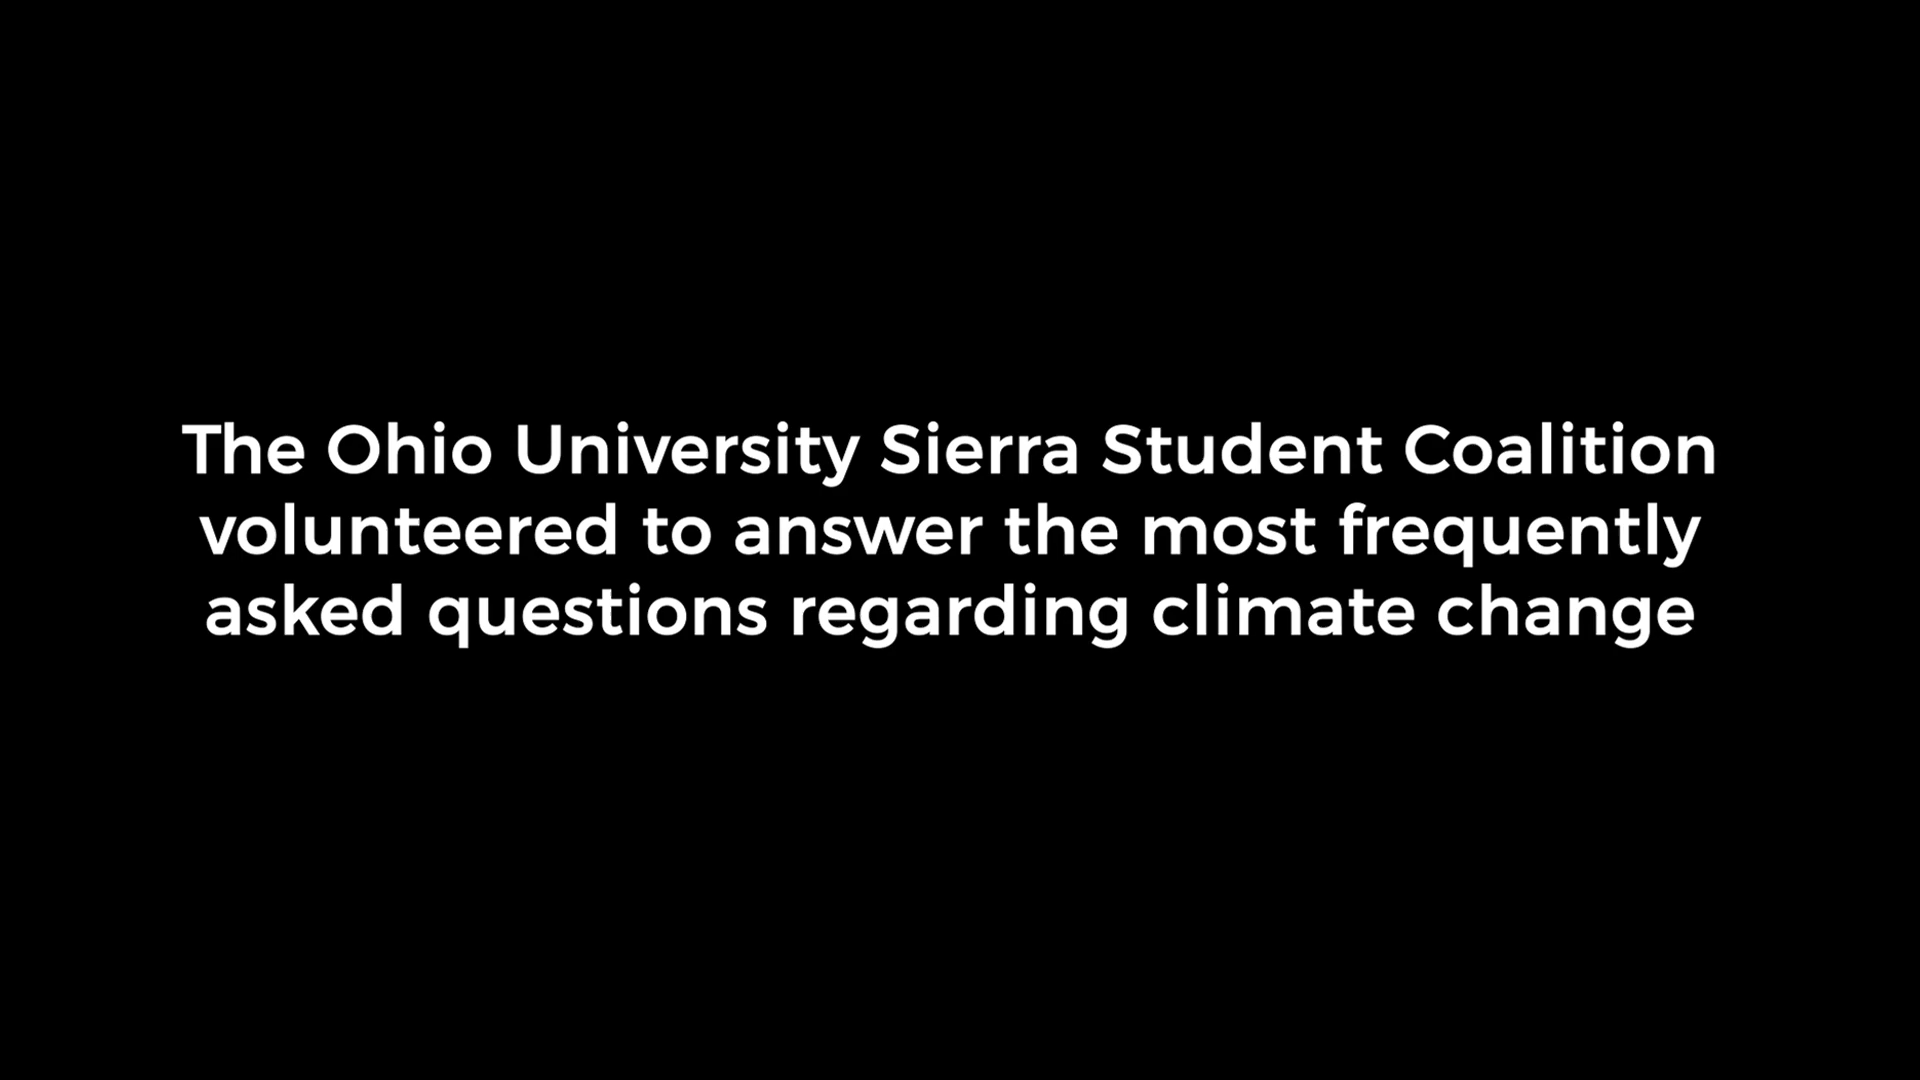 The Ohio University Sierra Student Coalition
volunteered to answer the most frequently
asked questions regarding climate change